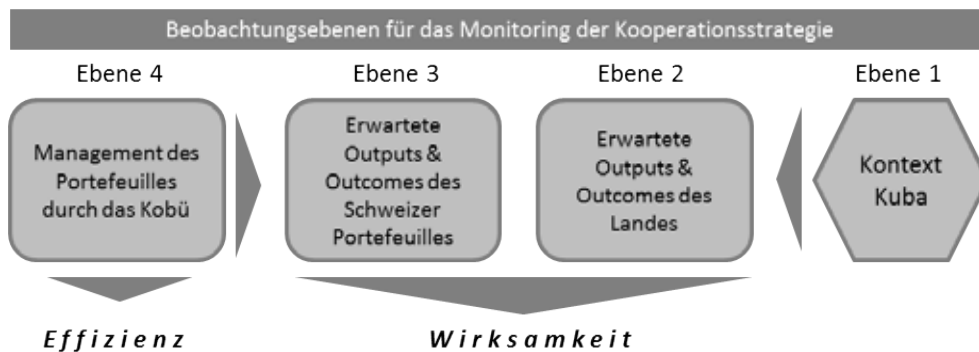 Beobachtungsebenen für das Monitoring der Kooperationsstrategie
Ebene 4
Management des
Portefeuilles
durch das Kobü
Ebene 3
Erwartete
Outputs &
Outcomes des
Schweizer
Portefeuilles
Ebene 2
Erwartete
Outputs &
Outcomes des
Landes
Ebene 1
Kontext
Kuba
Effizienz
Wirksamkeit